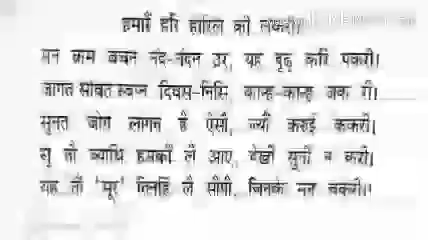 हमारैं हरि हारिल की लकरी।
मन क्रम बचन नंद-नंदन उर, यह दृढ़ करि पकरी।
जागत सोवत स्वप्न दिवस-निसि, कान्ह-कान्ह जक री।
सुनत जोग लागत है ऐसौ, ज्यौं करुई ककरी।
सु तौ ब्याधि हमकौं लै आए, देखी सुनी न करी।
यह तौ 'सूर' तिनहिं लै सौंपौ, जिनके मन चकरी।।